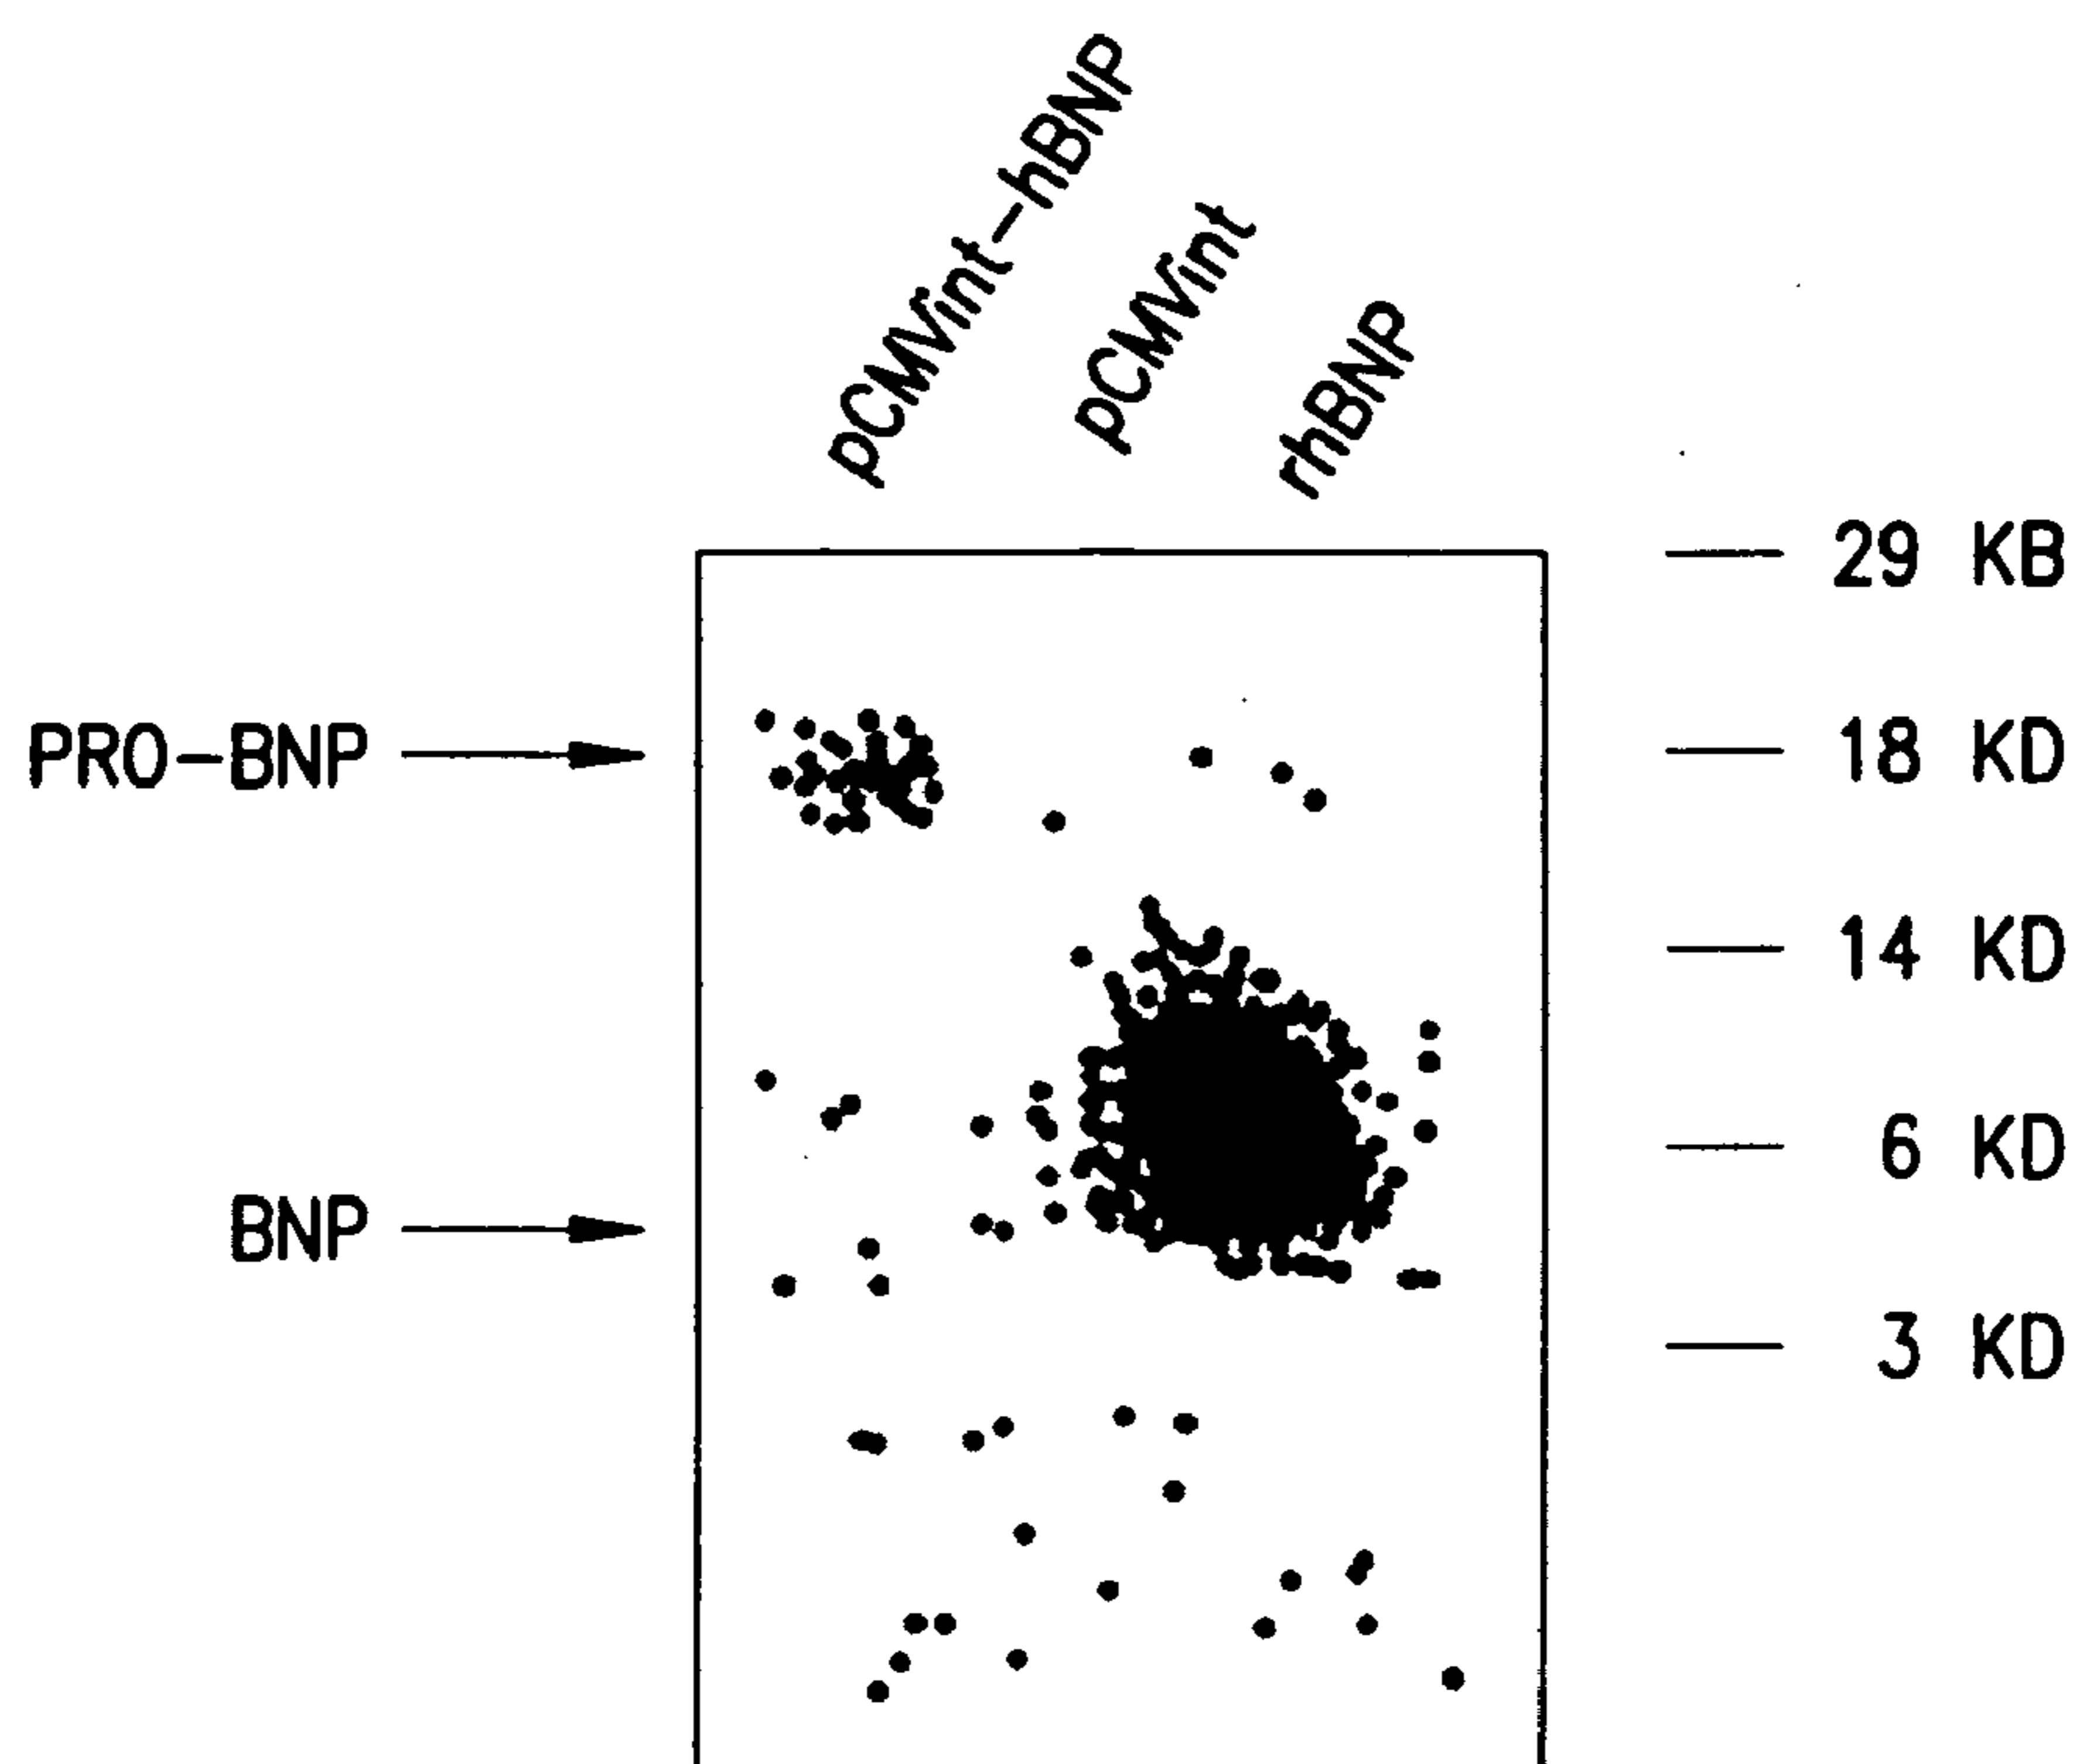 pCMVint-hBNP
pCMVint
rhBNP
29 KB
PRO-BNP
18 KD
14 KD
6 KD
BNP
3 KD